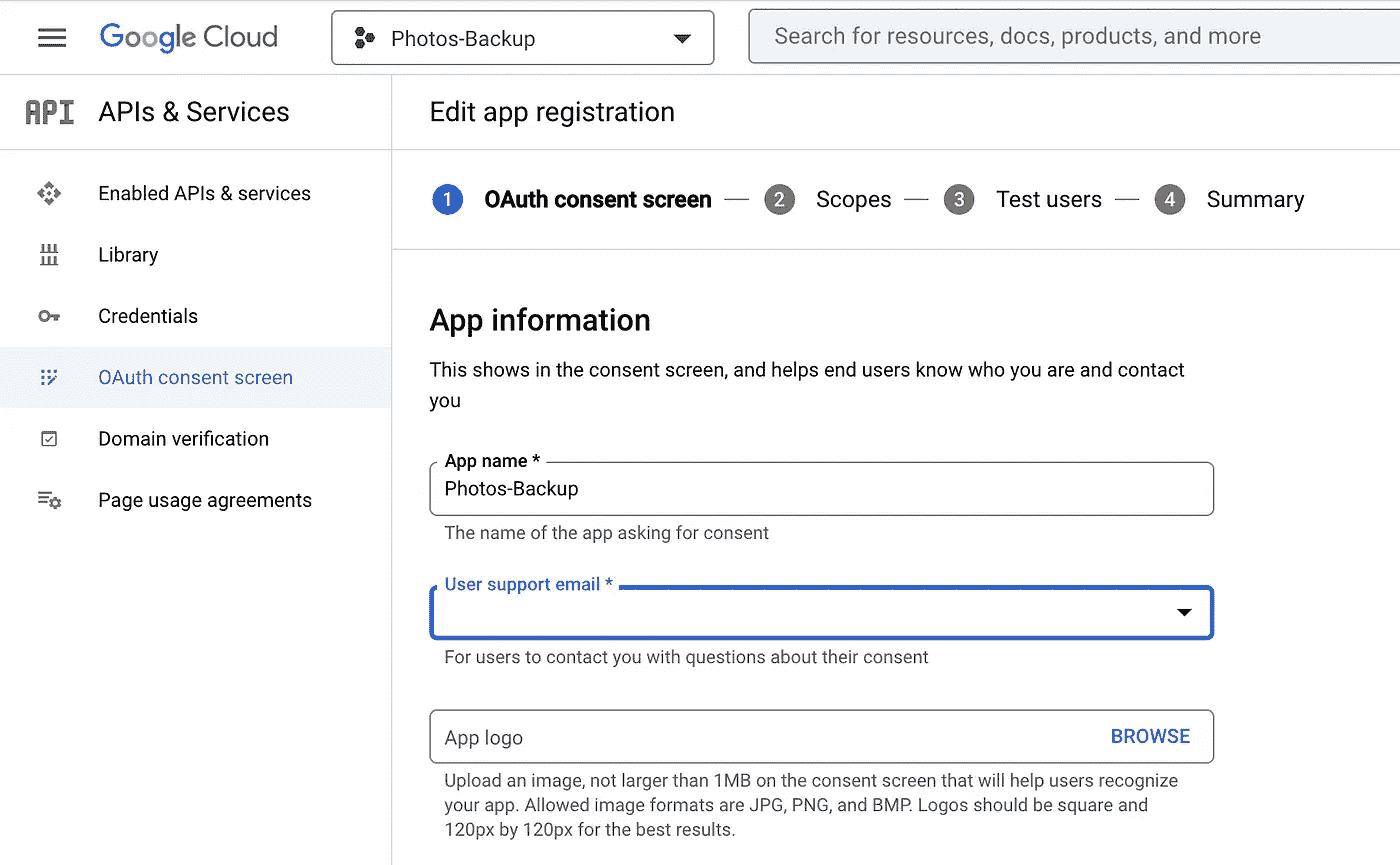 Google Cloud
Photos-Backup
Search for resources, docs, products, and more
API
APIs & Services
Edit app registration
Enabled APIs & services
Library
Credentials
OAuth consent screen
Domain verification
Page usage agreements
1 OAuth consent screen — 2 Scopes — 3 Test users — 4 Summary
App information
This shows in the consent screen, and helps end users know who you are and contact
you
App name *
Photos-Backup
The name of the app asking for consent
User support email *
For users to contact you with questions about their consent
App logo
BROWSE
Upload an image, not larger than 1MB on the consent screen that will help users recognize
your app. Allowed image formats are JPG, PNG, and BMP. Logos should be square and
120px by 120px for the best results.